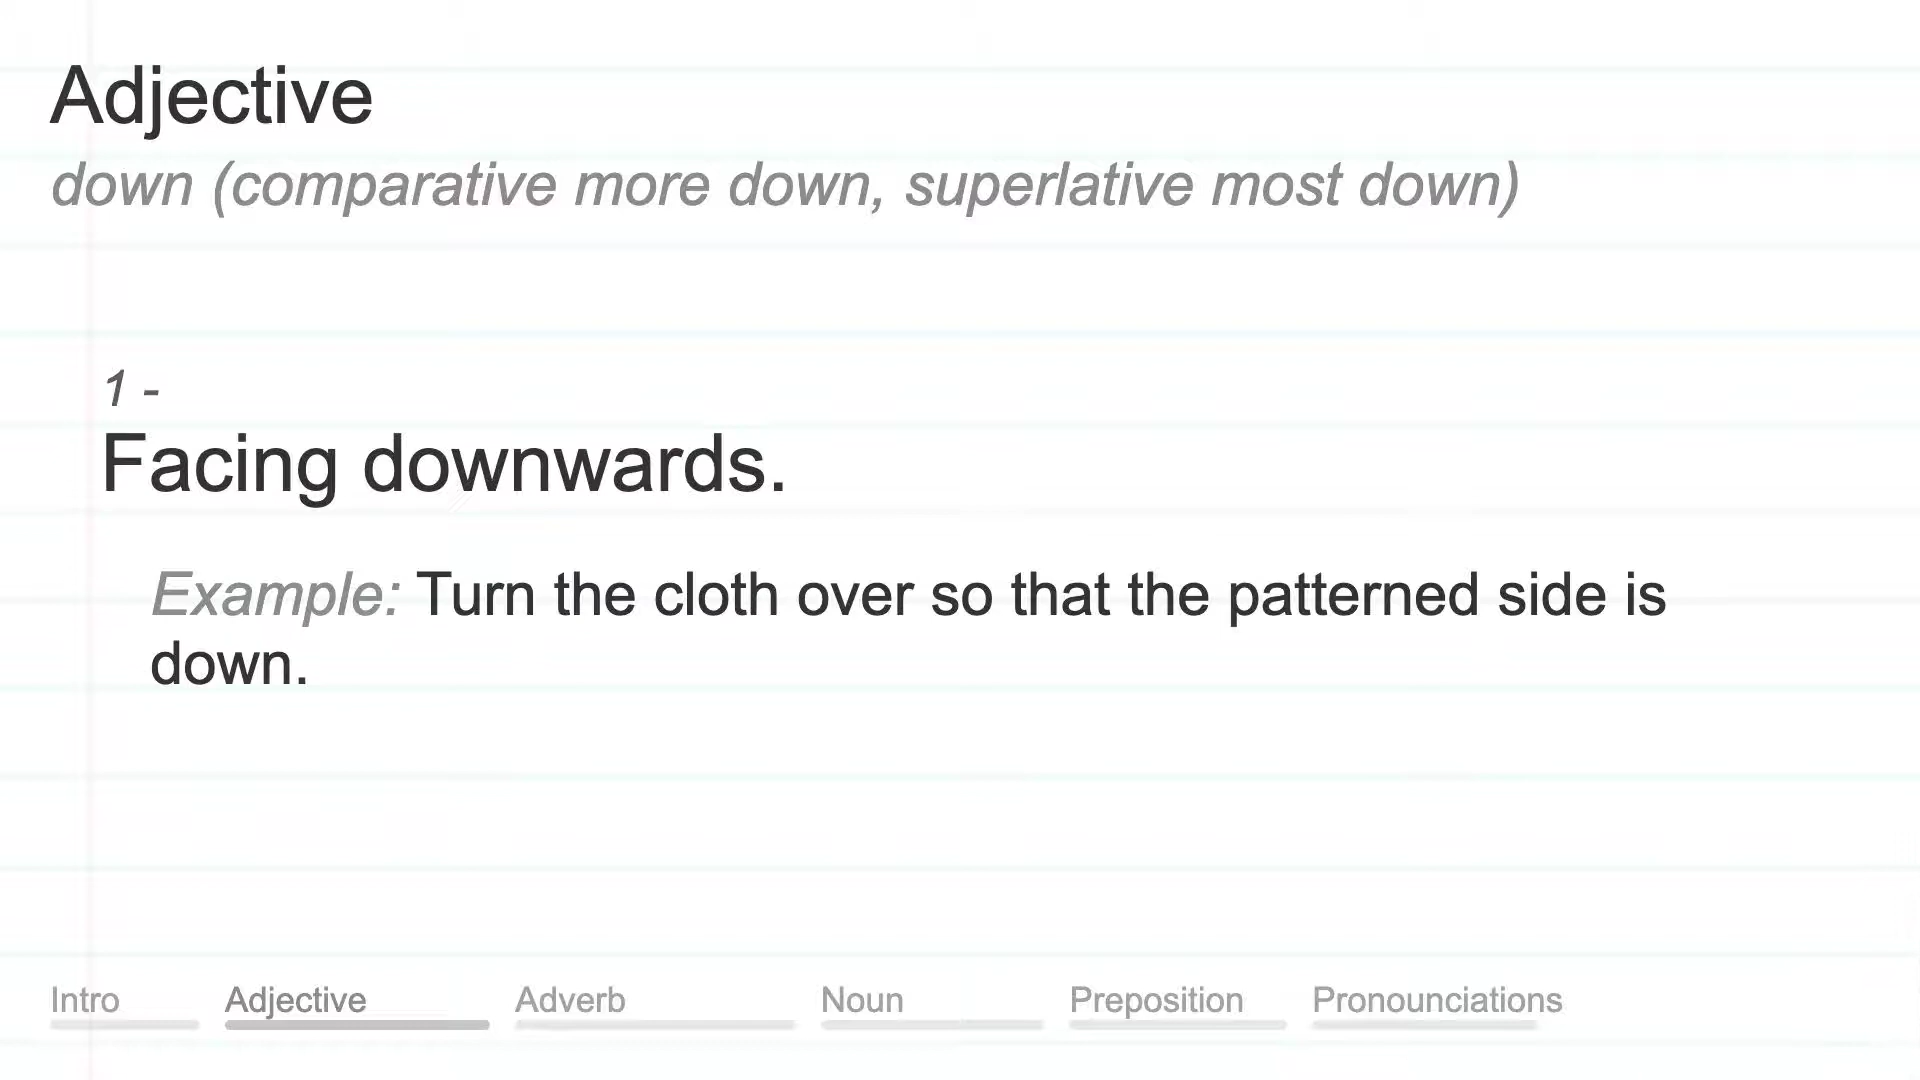 Adjective
down (comparative more down, superlative most down)
1 -
Facing downwards.
Example: Turn the cloth over so that the patterned side is
down.
Intro Adjective Adverb Noun Preposition Pronounciations